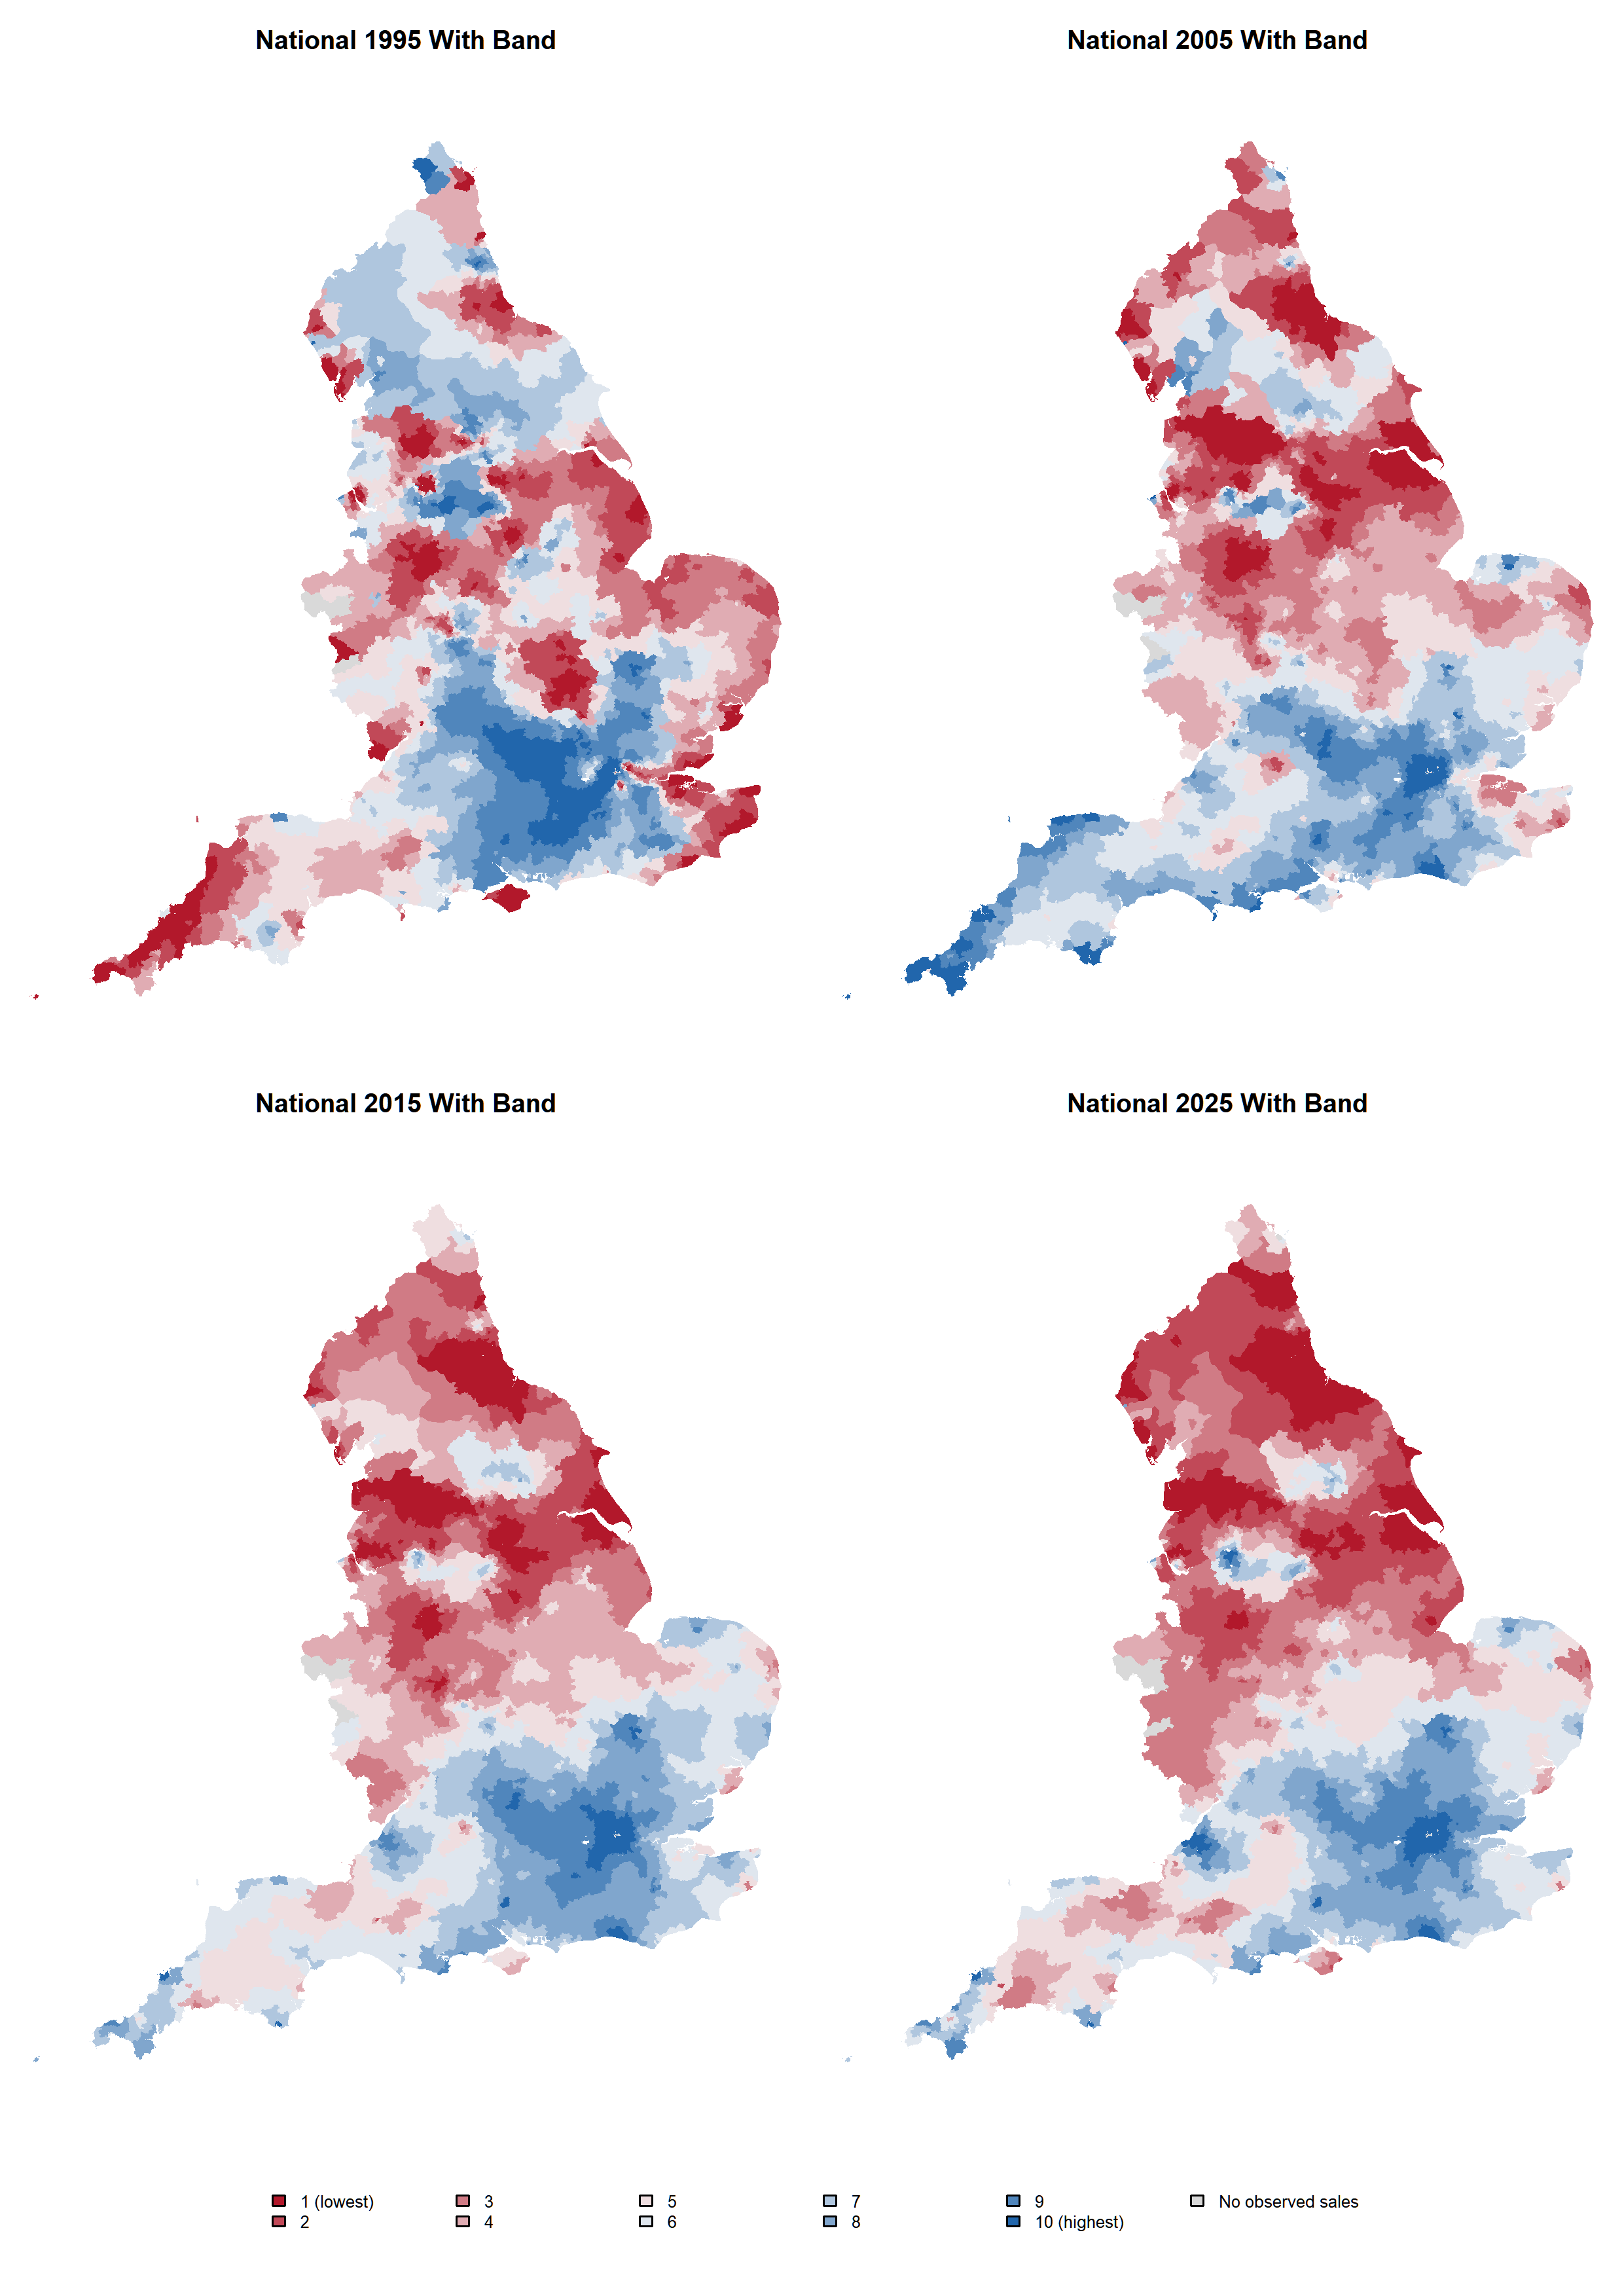 National 1995 With Band
National 2005 With Band
National 2015 With Band
National 2025 With Band
1 (lowest)
2
3
4
5
6
7
8
9
10 (highest)
No observed sales